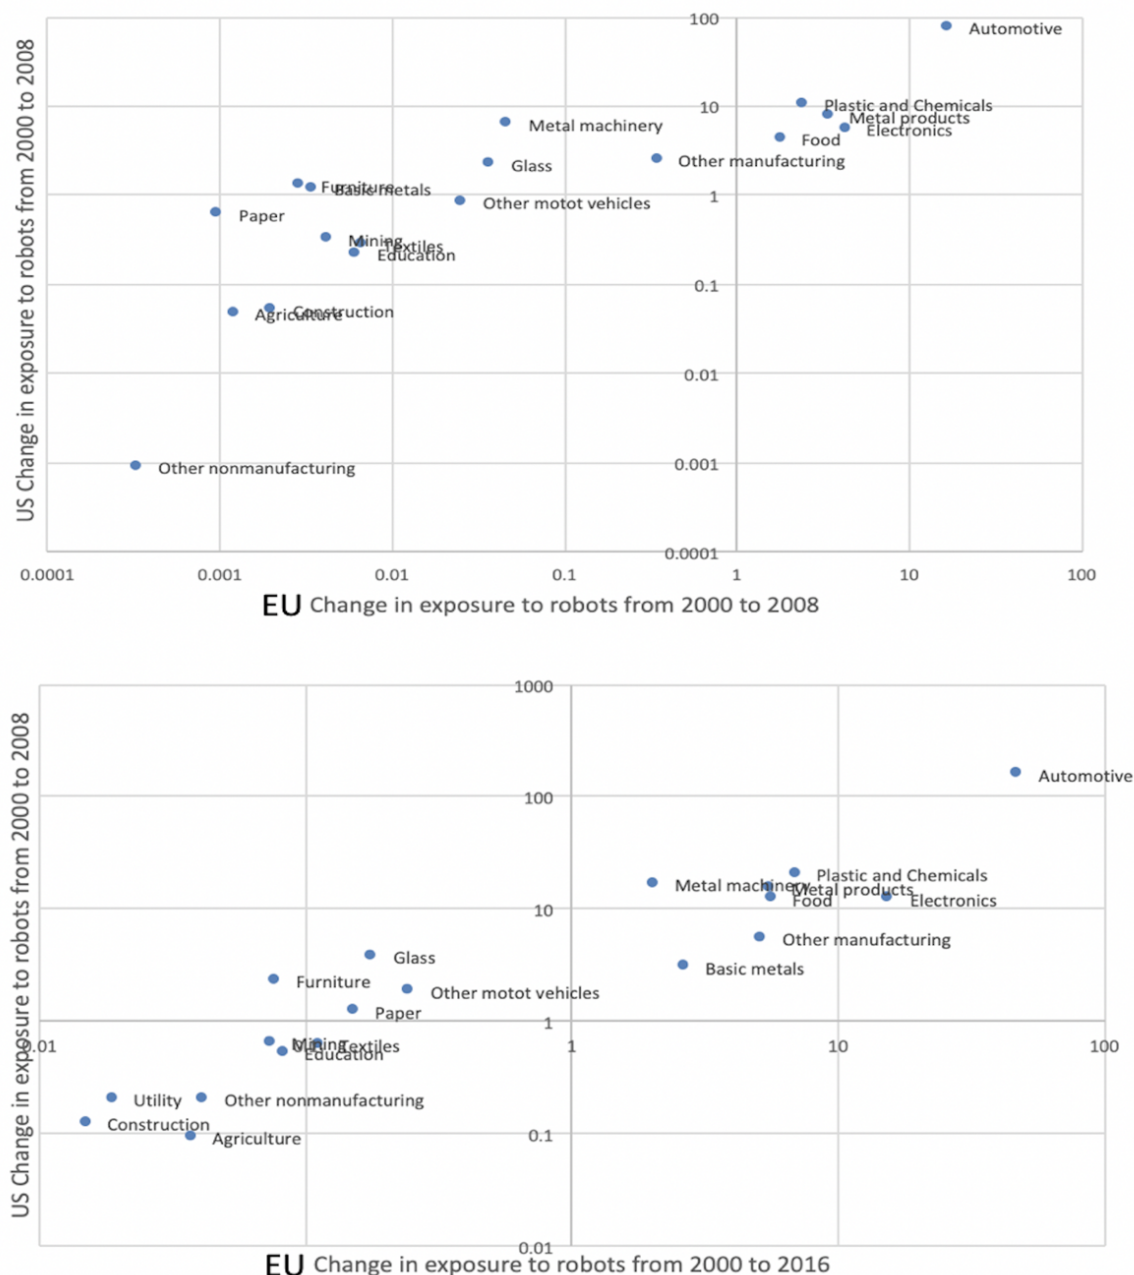 100
Automotive
US Change in exposure to robots from 2000 to 2008
10
Plastic and Chemicals
Metal products
Metal machinery
Electronics
Food
Glass
Other manufacturing
Furniture
Basic metals
1
Other motot vehicles
Paper
Mining
Textiles
Education
0.1
Construction
Agriculture
0.01
0.001
Other nonmanufacturing
0.0001
0.0001 0.001 0.01 0.1 1 10 100
EU Change in exposure to robots from 2000 to 2008
1000
US Change in exposure to robots from 2000 to 2008
Automotive
100
Plastic and Chemicals
Metal machinery
Metal products
Food
Electronics
10
Other manufacturing
Glass
Basic metals
Furniture
Other motot vehicles
Paper
1
0.01 1 10 100
Mining
Textiles
Education
Utility
Other nonmanufacturing
Construction
0.1
Agriculture
0.01
EU Change in exposure to robots from 2000 to 2016